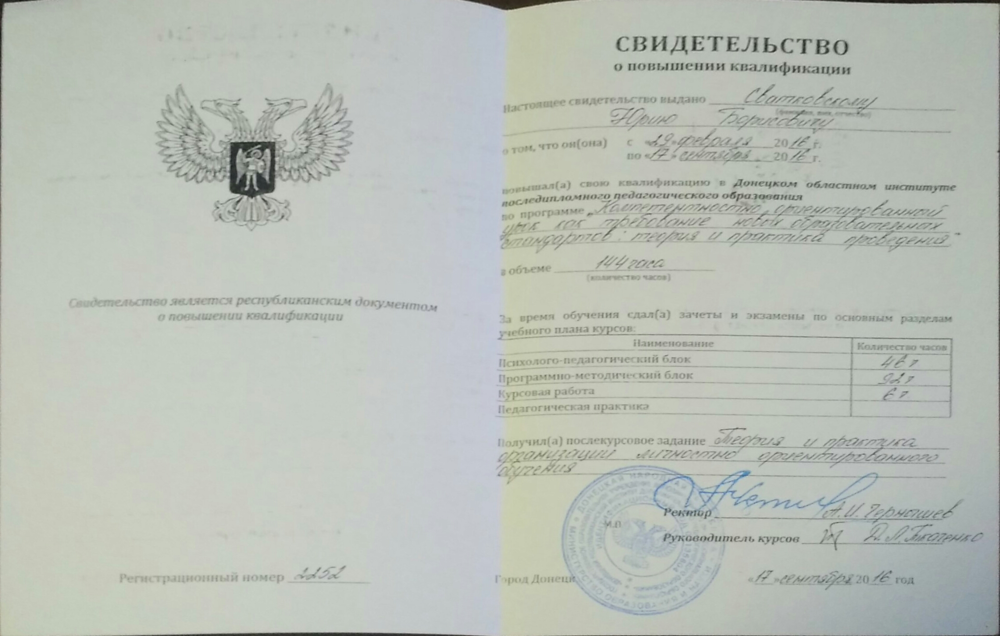 Свидетельство является республиканским документом
о повышении квалификации
Регистрационный номер 2252
СВИДЕТЕЛЬСТВО
о повышении квалификации
Настоящее свидетельство выдано Сватковскому
(фамилия, имя, отчество)
Юрию Борисовичу
о том, что он(она) с «29» февраля 2016 г.
по «17» сентября 2016 г.
повышал(а) свою квалификацию в Донецком областном институте
последипломного педагогического образования
по программе „Компетентностно ориентированный
урок как требование новых образовательных
стандартов: теория и практика проведения"
в объеме 144 часа
(количество часов)
За время обучения сдал(а) зачеты и экзамены по основным разделам
учебного плана курсов:
Наименование Количество часов
Психолого-педагогический блок 46 ч
Программно-методический блок 92 ч
Курсовая работа 6 ч
Педагогическая практика
Получил(а) послекурсовое задание Теория и практика
организации личностно ориентированного
обучения
ДОНЕЦКАЯ НАРОДНАЯ
МИНИСТЕРСТВО ОБРАЗОВАНИЯ И
М.П.
Ректор А.И. Чернышев
Руководитель курсов Д.Л. Ткаченко
Город Донецк «17» сентября 2016 год